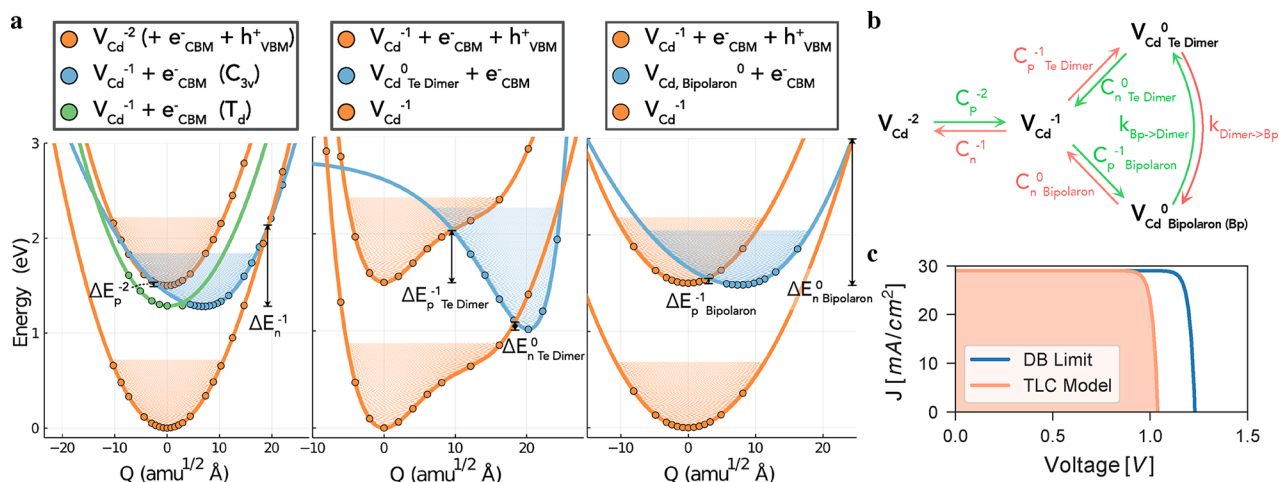 a
V_Cd^-2 (+ e^-_CBM + h^+_VBM)
V_Cd^-1 + e^-_CBM (C_3v)
V_Cd^-1 + e^-_CBM (T_d)
V_Cd^-1 + e^-_CBM + h^+_VBM
V_Cd^0 Te Dimer + e^-_CBM
V_Cd^-1
V_Cd^-1 + e^-_CBM + h^+_VBM
V_Cd, Bipolaron^0 + e^-_CBM
V_Cd^-1
Energy (eV)
3
2
1
0
ΔE_p^-2
ΔE_n^-1
ΔE_p^-1 Te Dimer
ΔE_n^0 Te Dimer
ΔE_p^-1 Bipolaron
ΔE_n^0 Bipolaron
-20 -10 0 10 20
Q (amu^1/2 Å)
-10 0 10 20
Q (amu^1/2 Å)
-10 0 10 20
Q (amu^1/2 Å)
b
V_Cd^0 Te Dimer
C_p^-1 Te Dimer
C_n^0 Te Dimer
C_p^-2
V_Cd^-2
V_Cd^-1
C_n^-1
k_Bp->Dimer
k_Dimer->Bp
C_p^-1 Bipolaron
C_n^0 Bipolaron
V_Cd^0 Bipolaron (Bp)
c
J [mA/cm²]
30
20
10
0
DB Limit
TLC Model
0.0 0.5 1.0 1.5
Voltage [V]